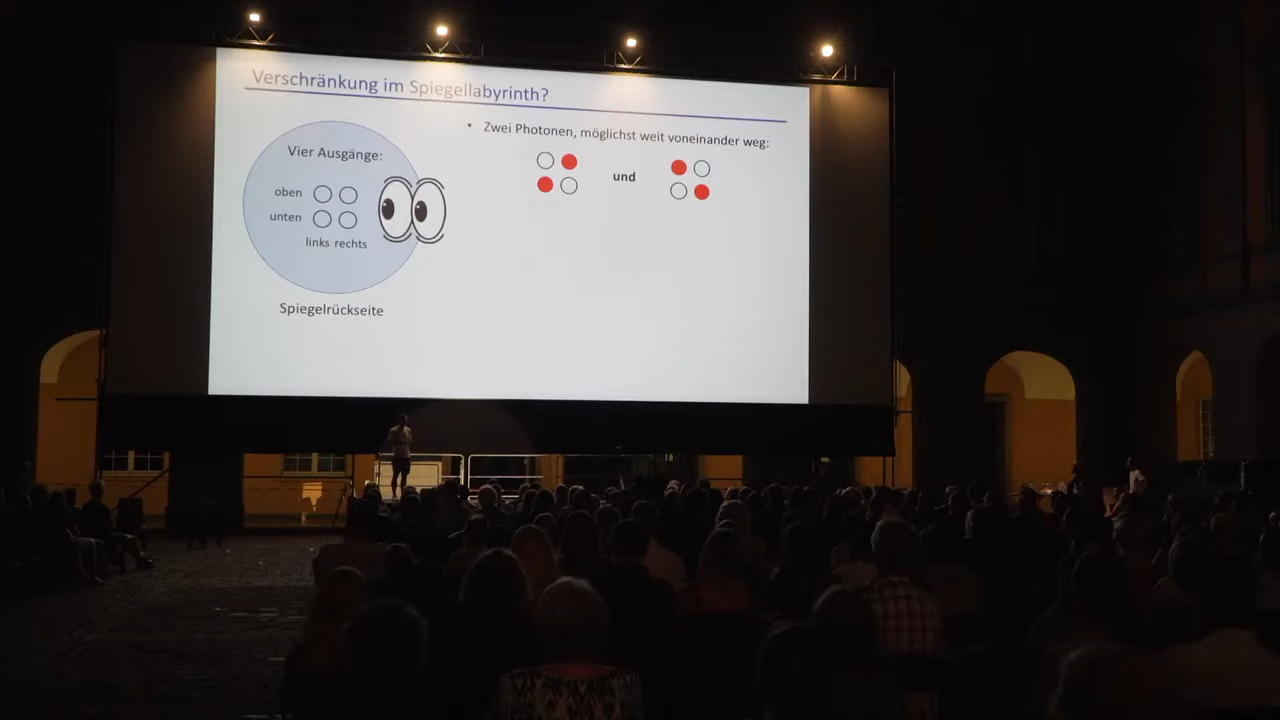 Verschränkung im Spiegellabyrinth?
Vier Ausgänge:
oben
unten
links rechts
Spiegelrückseite
• Zwei Photonen, möglichst weit voneinander weg:
und